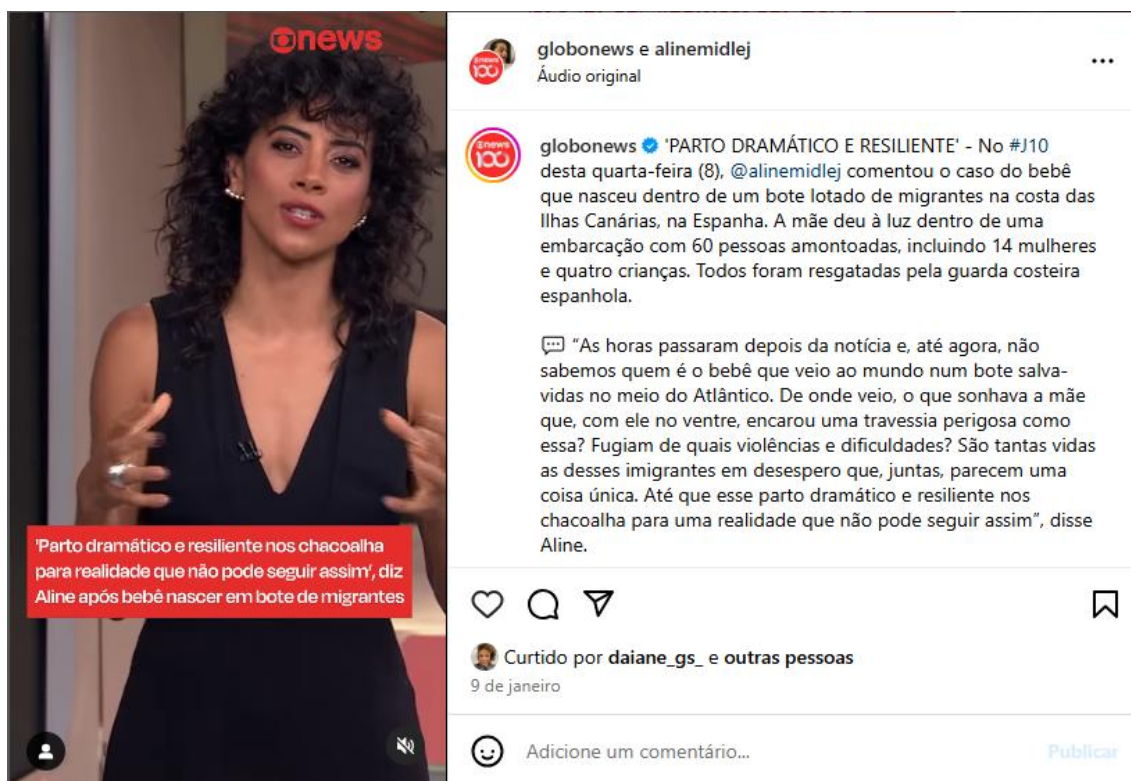 news
'Parto dramático e resiliente nos chacoalha
para realidade que não pode seguir assim', diz
Aline após bebê nascer em bote de migrantes
news
100
globonews e alinemidlej
Áudio original
...
news
100
globonews 'PARTO DRAMÁTICO E RESILIENTE' - No #J10
desta quarta-feira (8), @alinemidlej comentou o caso do bebê
que nasceu dentro de um bote lotado de migrantes na costa das
Ilhas Canárias, na Espanha. A mãe deu à luz dentro de uma
embarcação com 60 pessoas amontoadas, incluindo 14 mulheres
e quatro crianças. Todos foram resgatadas pela guarda costeira
espanhola.
“As horas passaram depois da notícia e, até agora, não
sabemos quem é o bebê que veio ao mundo num bote salva-
vidas no meio do Atlântico. De onde veio, o que sonhava a mãe
que, com ele no ventre, encarou uma travessia perigosa como
essa? Fugiam de quais violências e dificuldades? São tantas vidas
as desses imigrantes em desespero que, juntas, parecem uma
coisa única. Até que esse parto dramático e resiliente nos
chacoalha para uma realidade que não pode seguir assim”, disse
Aline.
Curtido por daiane_gs_ e outras pessoas
9 de janeiro
Adicione um comentário...
Publicar